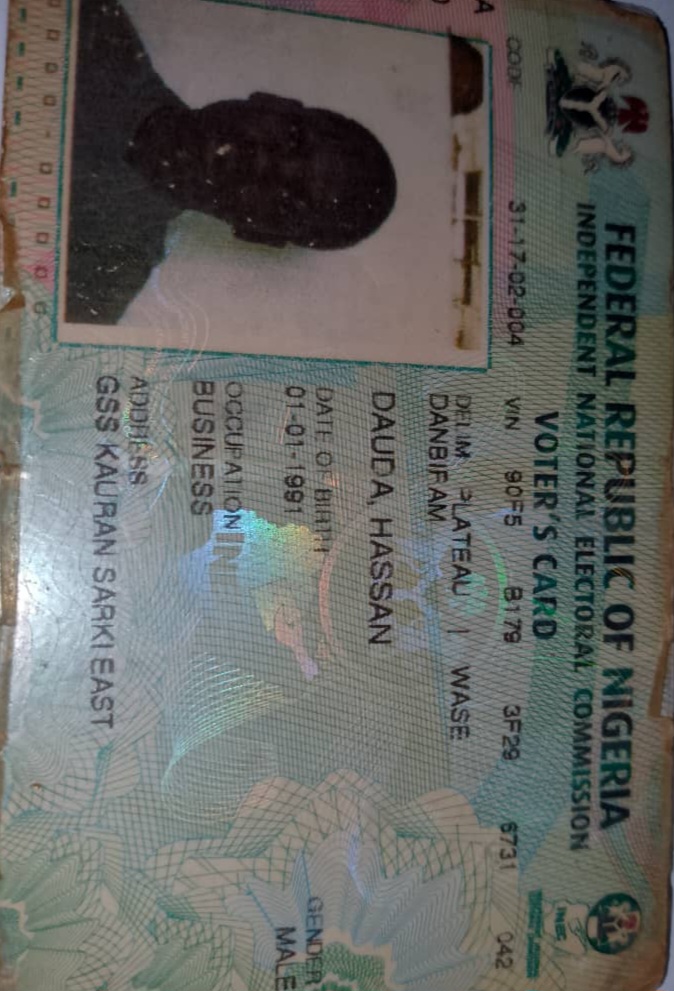 FEDERAL REPUBLIC OF NIGERIA
INDEPENDENT NATIONAL ELECTORAL COMMISSION
VOTER'S CARD
CODE 31-17-02-004 VIN 90F5 B179 3F29 6731 042
DELIM PLATEAU | WASE
DANBIRAM
DAUDA, HASSAN
DATE OF BIRTH
01-01-1991
GENDER
MALE
OCCUPATION
BUSINESS
ADDRESS
GSS KAURAN SARKI EAST